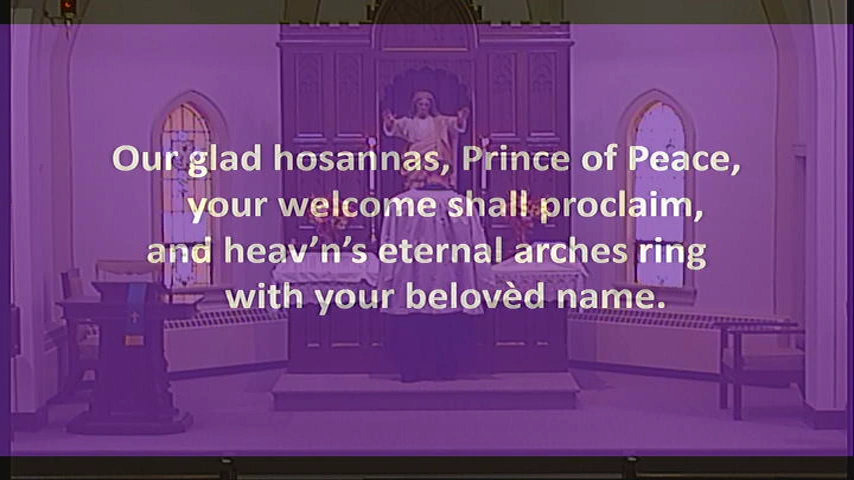 Our glad hosannas, Prince of Peace,
your welcome shall proclaim,
and heav’n’s eternal arches ring
with your belovèd name.